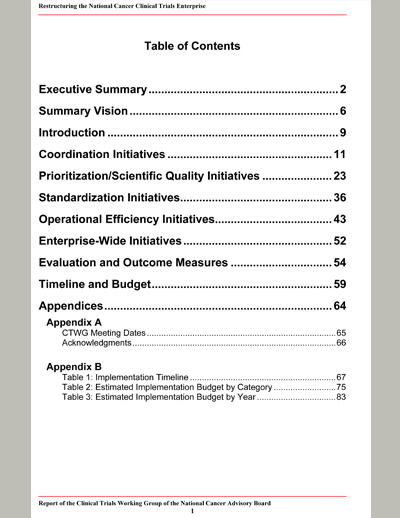 Restructuring the National Cancer Clinical Trials Enterprise
Table of Contents
Executive Summary ............................................................ 2
Summary Vision ................................................................. 6
Introduction ......................................................................... 9
Coordination Initiatives .................................................... 11
Prioritization/Scientific Quality Initiatives ...................... 23
Standardization Initiatives................................................ 36
Operational Efficiency Initiatives..................................... 43
Enterprise-Wide Initiatives ............................................... 52
Evaluation and Outcome Measures ................................ 54
Timeline and Budget......................................................... 59
Appendices........................................................................ 64
Appendix A
CTWG Meeting Dates.................................................................................65
Acknowledgments.......................................................................................66
Appendix B
Table 1: Implementation Timeline...............................................................67
Table 2: Estimated Implementation Budget by Category ..........................75
Table 3: Estimated Implementation Budget by Year..................................83
Report of the Clinical Trials Working Group of the National Cancer Advisory Board
1